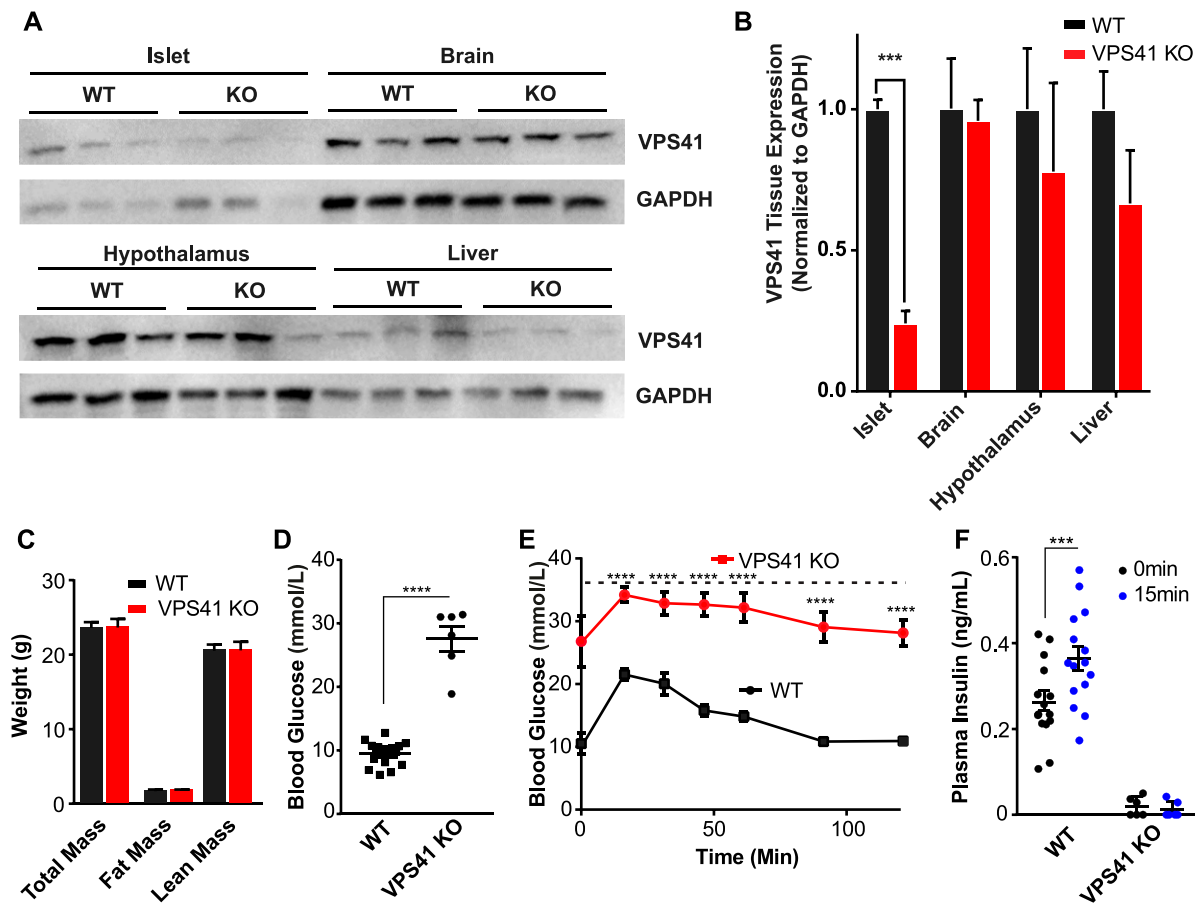 A
Islet
Brain
WT
KO
WT
KO
VPS41
GAPDH
Hypothalamus
Liver
WT
KO
WT
KO
VPS41
GAPDH
B
WT
VPS41 KO
***
VPS41 Tissue Expression
(Normalized to GAPDH)
1.0
0.5
0.0
Islet
Brain
Hypothalamus
Liver
C
WT
VPS41 KO
Weight (g)
30
20
10
0
Total Mass
Fat Mass
Lean Mass
D
Blood Glucose (mmol/L)
40
30
20
10
0
****
WT
VPS41 KO
E
Blood Glucose (mmol/L)
40
30
20
10
0
VPS41 KO
**** **** **** **** **** ****
WT
0
50
100
Time (Min)
F
Plasma Insulin (ng/mL)
0.6
0.4
0.2
0.0
***
0min
15min
WT
VPS41 KO